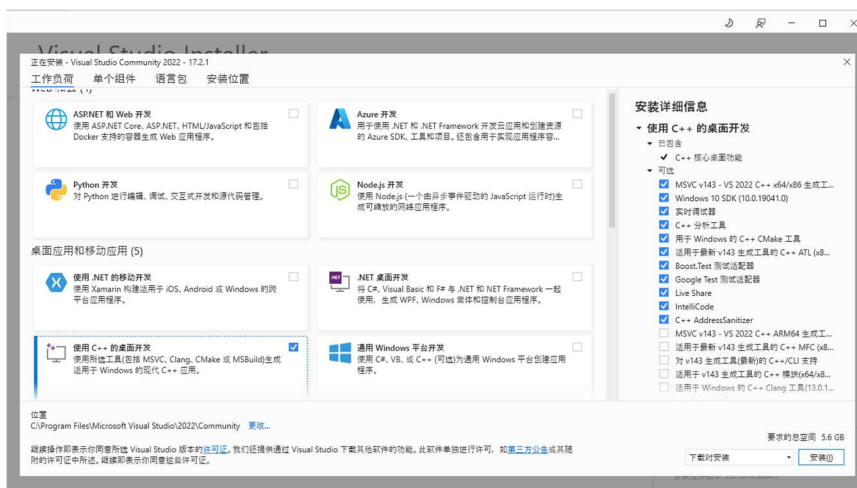 Visual Studio Installer
正在安装 - Visual Studio Community 2022 - 17.2.1
工作负荷 单个组件 语言包 安装位置
Web 和云 (4)
ASP.NET 和 Web 开发
使用 ASP.NET Core、ASP.NET、HTML/JavaScript 和包括
Docker 支持的容器生成 Web 应用程序。
Azure 开发
用于使用 .NET 和 .NET Framework 开发云应用和创建资源
的 Azure SDK、工具和项目。还包含用于实现应用程序容...
Python 开发
对 Python 进行编辑、调试、交互式开发和源代码管理。
Node.js 开发
使用 Node.js (一个由异步事件驱动的 JavaScript 运行时)生
成可缩放的网络应用程序。
桌面应用和移动应用 (5)
使用 .NET 的移动开发
使用 Xamarin 构建适用于 iOS、Android 或 Windows 的跨
平台应用程序。
.NET 桌面开发
将 C#、Visual Basic 和 F# 与 .NET 和 .NET Framework 一起
使用，生成 WPF、Windows 窗体和控制台应用程序。
使用 C++ 的桌面开发
使用所选工具(包括 MSVC、Clang、CMake 或 MSBuild)生成
适用于 Windows 的现代 C++ 应用。
通用 Windows 平台开发
使用 C#、VB、或 C++ (可选)为通用 Windows 平台创建应用
程序。
安装详细信息
使用 C++ 的桌面开发
已包含
C++ 核心桌面功能
可选
MSVC v143 - VS 2022 C++ x64/x86 生成工...
Windows 10 SDK (10.0.19041.0)
实时调试器
C++ 分析工具
用于 Windows 的 C++ CMake 工具
适用于最新 v143 生成工具的 C++ ATL (x8...
Boost.Test 测试适配器
Google Test 测试适配器
Live Share
IntelliCode
C++ AddressSanitizer
MSVC v143 - VS 2022 C++ ARM64 生成工...
适用于最新 v143 生成工具的 C++ MFC (x8...
对 v143 生成工具(最新)的 C++/CLI 支持
适用于 v143 生成工具的 C++ 模块(x64/x8...
适用于 Windows 的 C++ Clang 工具(13.0.1...
位置
C:\Program Files\Microsoft Visual Studio\2022\Community 更改...
继续操作即表示你同意所选 Visual Studio 版本的许可证。我们还提供通过 Visual Studio 下载其他软件的功能。此软件单独进行许可，如第三方公告或其随
附的许可证中所述。继续即表示你同意这些许可证。
要求的总空间 5.6 GB
下载时安装
安装(I)